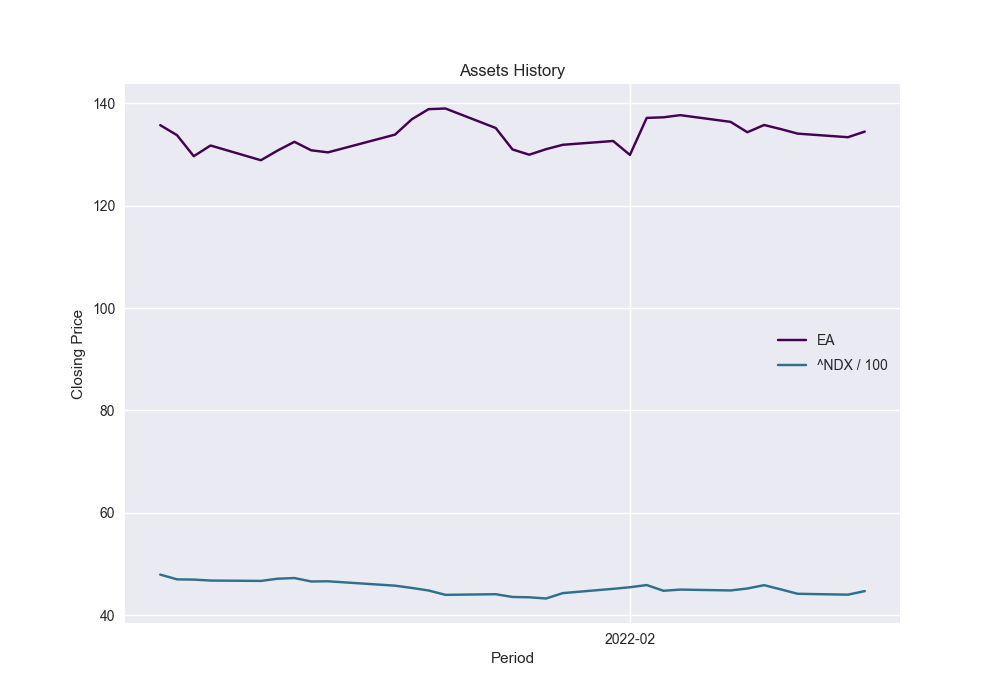 Assets History
140
120
100
80
60
40
Closing Price
EA
^NDX / 100
2022-02
Period